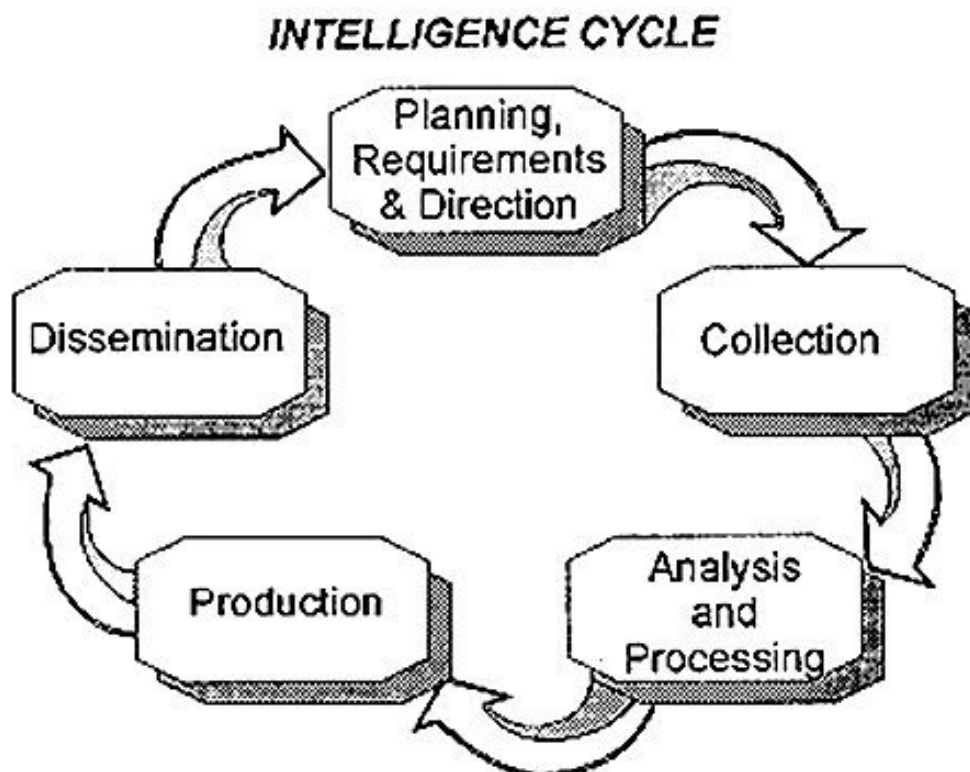 INTELLIGENCE CYCLE
Planning,
Requirements
& Direction
Collection
Analysis
and
Processing
Production
Dissemination